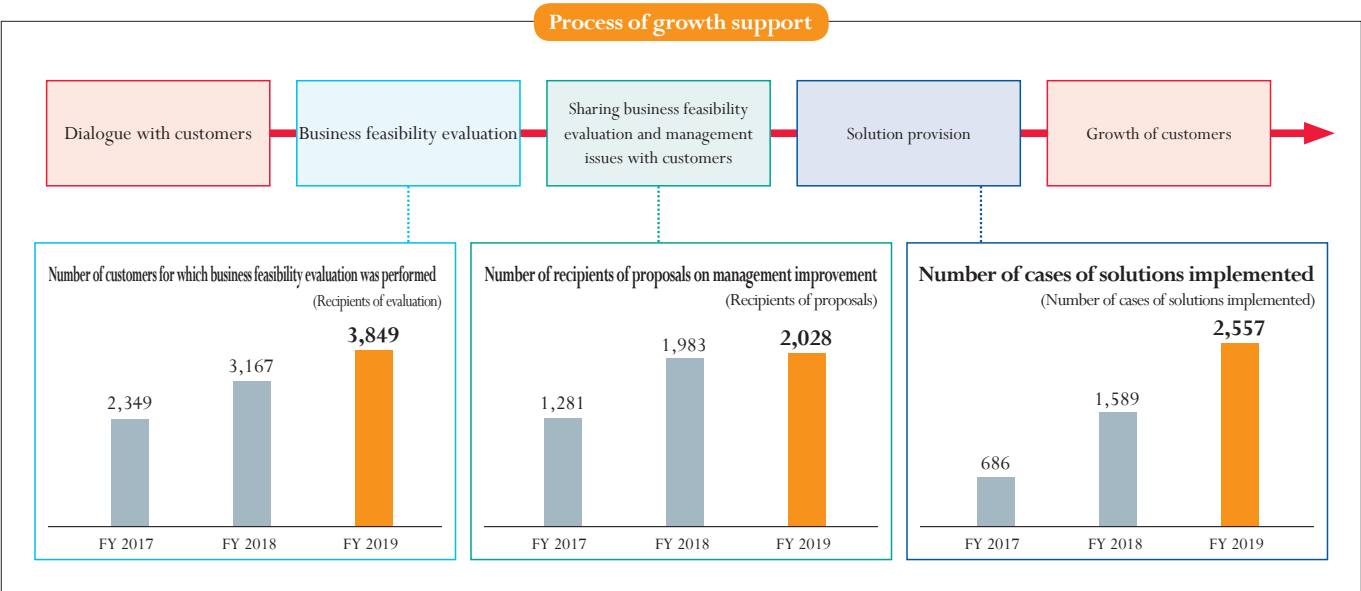 Process of growth support
Dialogue with customers
Business feasibility evaluation
Sharing business feasibility
evaluation and management
issues with customers
Solution provision
Growth of customers
Number of customers for which business feasibility evaluation was performed
(Recipients of evaluation)
2,349
3,167
3,849
FY 2017
FY 2018
FY 2019
Number of recipients of proposals on management improvement
(Recipients of proposals)
1,281
1,983
2,028
FY 2017
FY 2018
FY 2019
Number of cases of solutions implemented
(Number of cases of solutions implemented)
686
1,589
2,557
FY 2017
FY 2018
FY 2019